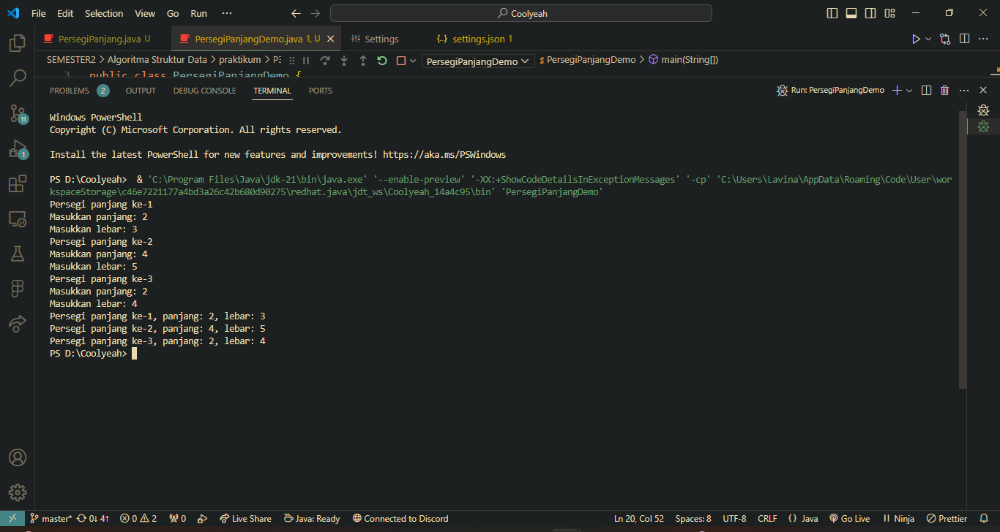 File Edit Selection View Go Run ··· Coolyeah
PersegiPanjang.java U PersegiPanjangDemo.java 1, U Settings {..} settings.json 1
SEMESTER2 > Algoritma Struktur Data > praktikum > PersegiPanjangDemo PersegiPanjangDemo > main(String[])
3 public class PersegiPanjangDemo {
PROBLEMS 2 OUTPUT DEBUG CONSOLE TERMINAL PORTS Run: PersegiPanjangDemo
11
1
Windows PowerShell
Copyright (C) Microsoft Corporation. All rights reserved.
Install the latest PowerShell for new features and improvements! https://aka.ms/PSWindows
PS D:\Coolyeah>  & 'C:\Program Files\Java\jdk-21\bin\java.exe' '--enable-preview' '-XX:+ShowCodeDetailsInExceptionMessages' '-cp' 'C:\Users\Lavina\AppData\Roaming\Code\User\wor
kspaceStorage\c46e7221177a4bd3a26c42b680d90275\redhat.java\jdt_ws\Coolyeah_14a4c95\bin' 'PersegiPanjangDemo'
Persegi panjang ke-1
Masukkan panjang: 2
Masukkan lebar: 3
Persegi panjang ke-2
Masukkan panjang: 4
Masukkan lebar: 5
Persegi panjang ke-3
Masukkan panjang: 2
Masukkan lebar: 4
Persegi panjang ke-1, panjang: 2, lebar: 3
Persegi panjang ke-2, panjang: 4, lebar: 5
Persegi panjang ke-3, panjang: 2, lebar: 4
PS D:\Coolyeah>
master* 0↓ 4↑ 0 2 0 Live Share Java: Ready Connected to Discord Ln 20, Col 52 Spaces: 8 UTF-8 CRLF {} Java Go Live Ninja Prettier